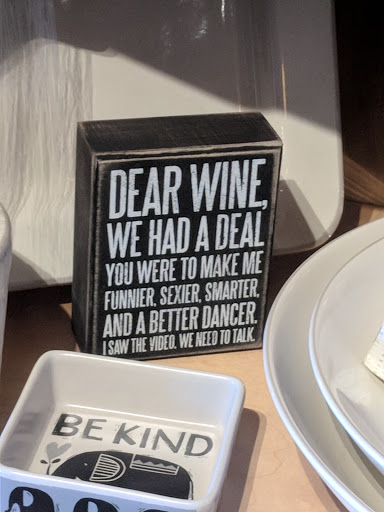 DEAR WINE,
WE HAD A DEAL
YOU WERE TO MAKE ME
FUNNIER, SEXIER, SMARTER,
AND A BETTER DANCER.
I SAW THE VIDEO. WE NEED TO TALK.
BE KIND